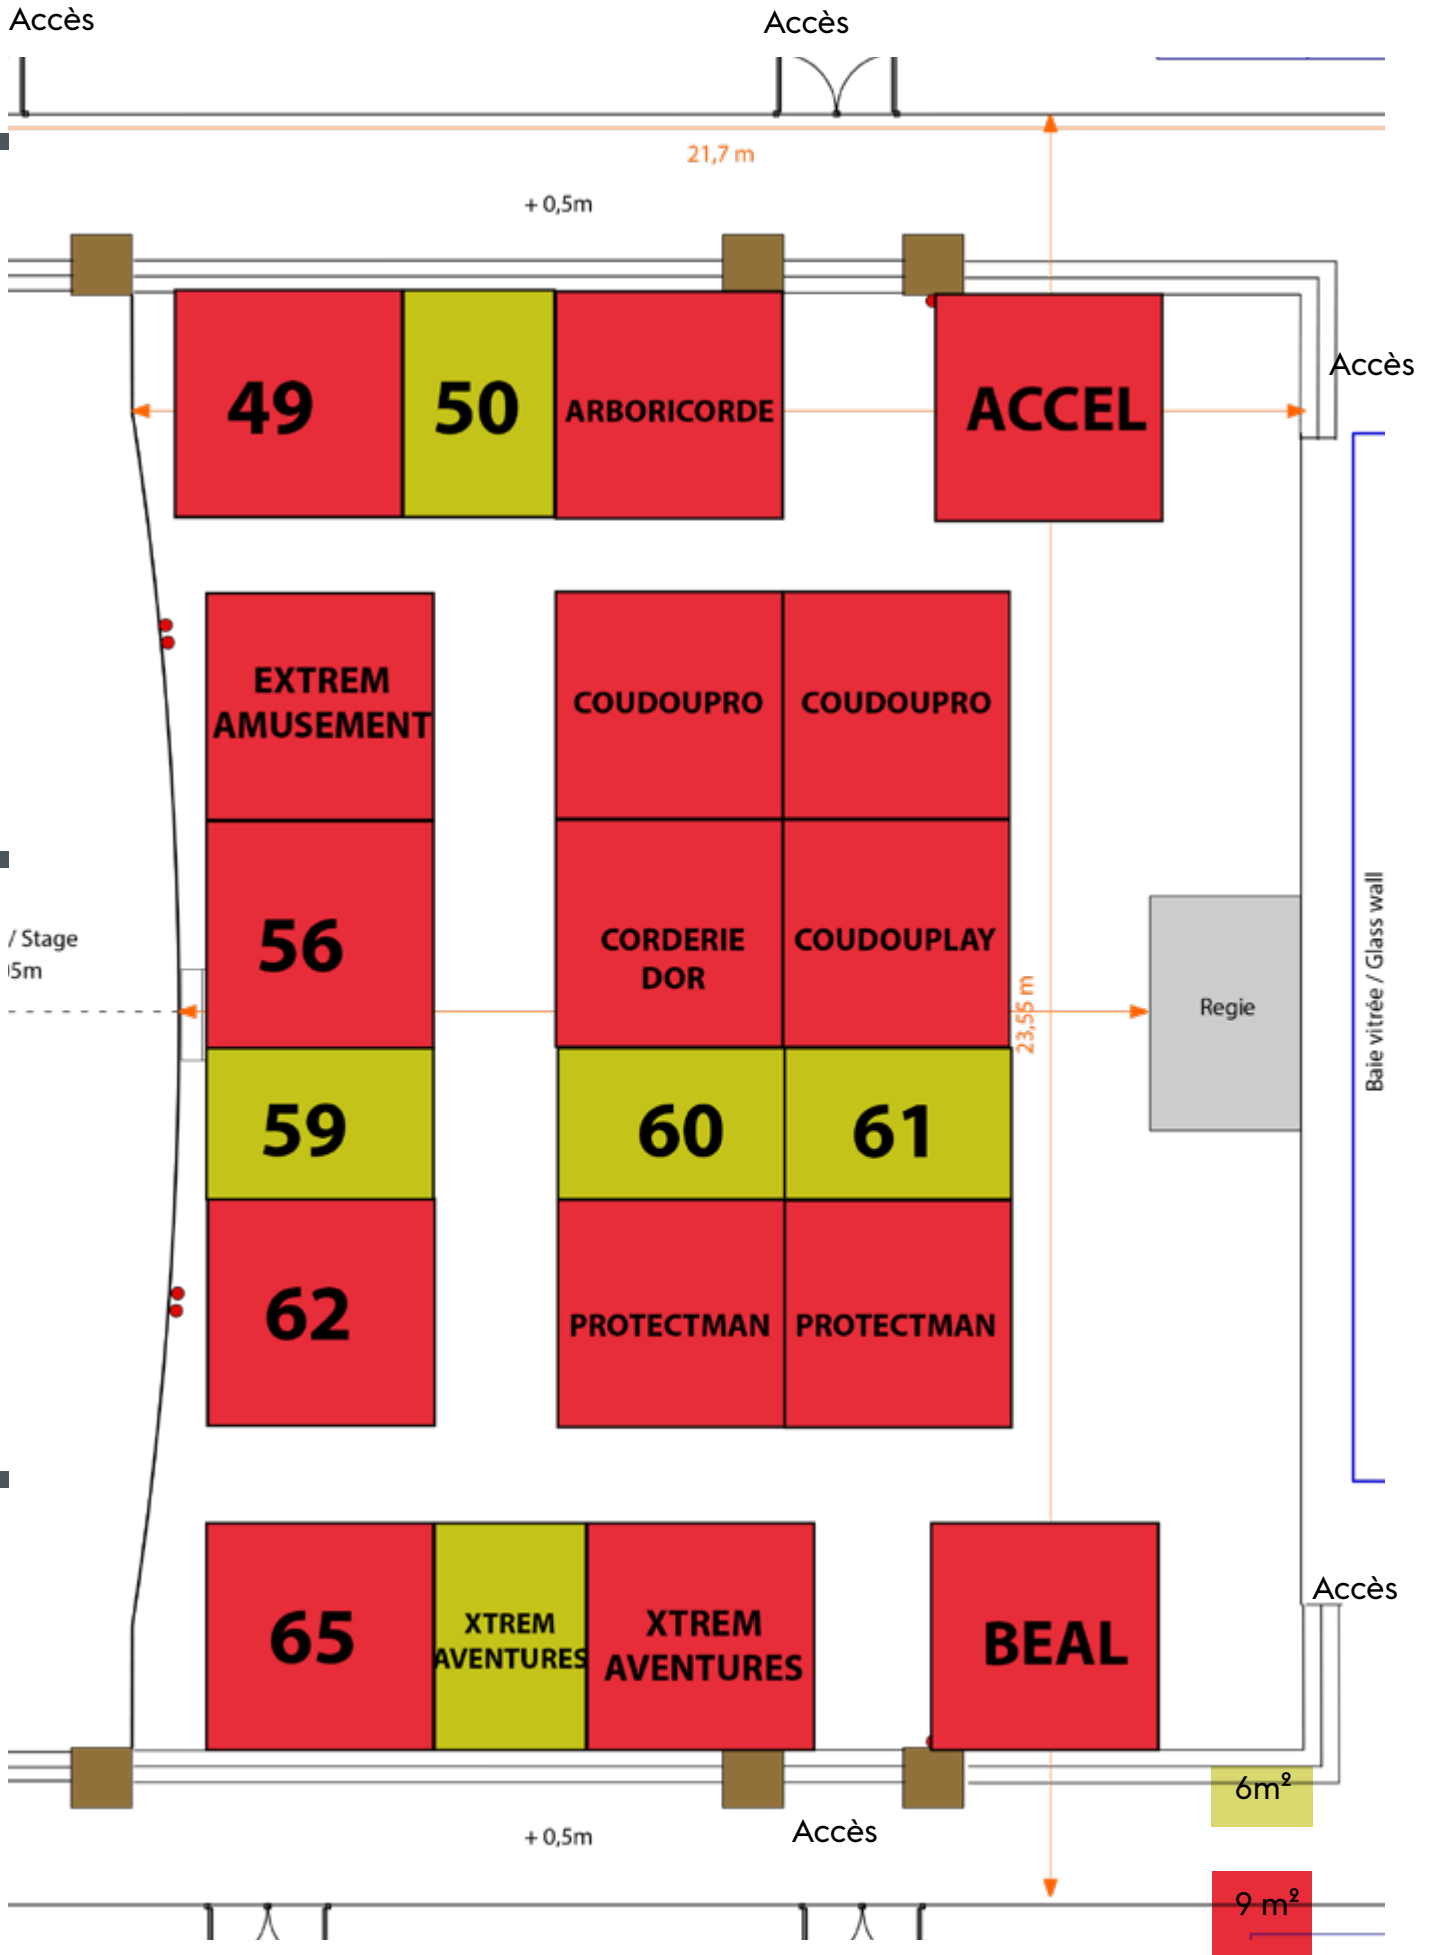 Accès
Accès
21,7 m
+ 0,5m
Accès
49
50
ARBORICORDE
ACCEL
EXTREM
AMUSEMENT
COUDOUPRO
COUDOUPRO
56
CORDERIE
DOR
COUDOUPLAY
/ Stage
5m
23,55 m
Regie
Baie vitrée / Glass wall
59
60
61
62
PROTECTMAN
PROTECTMAN
Accès
65
XTREM
AVENTURES
XTREM
AVENTURES
BEAL
6m²
+ 0,5m
Accès
9 m²